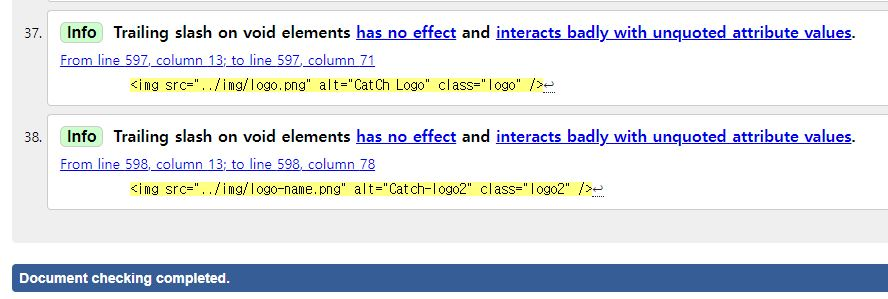 37. Info Trailing slash on void elements has no effect and interacts badly with unquoted attribute values.
From line 597, column 13; to line 597, column 71
<img src="../img/logo.png" alt="CatCh Logo" class="logo" />↩
38. Info Trailing slash on void elements has no effect and interacts badly with unquoted attribute values.
From line 598, column 13; to line 598, column 78
<img src="../img/logo-name.png" alt="Catch-logo2" class="logo2" />↩
Document checking completed.